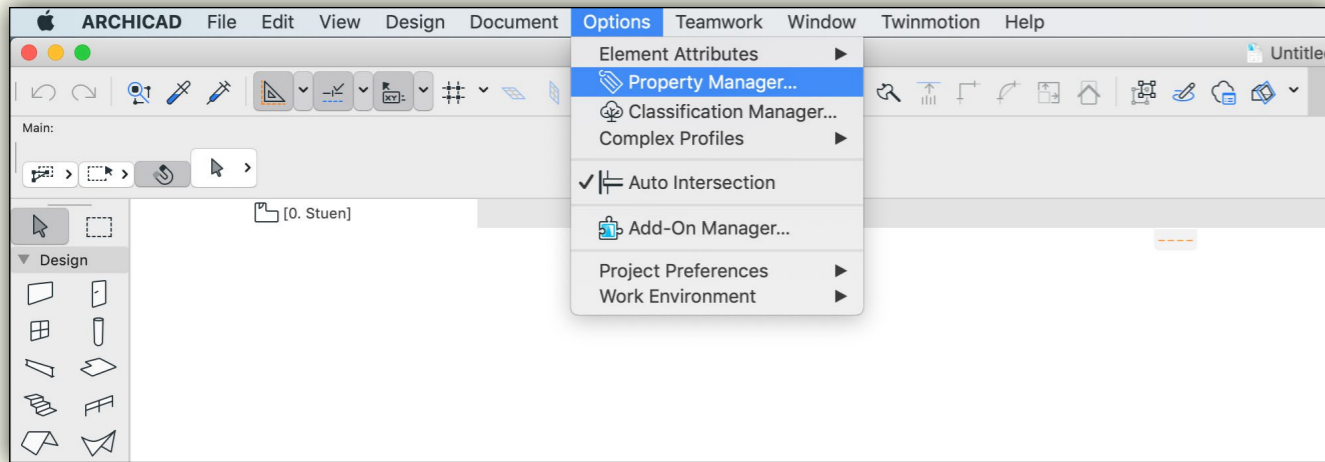 ARCHICAD File Edit View Design Document Options Teamwork Window Twinmotion Help
Untitle
Element Attributes
Property Manager...
Classification Manager...
Complex Profiles
Auto Intersection
Add-On Manager...
Project Preferences
Work Environment
XY:
Main:
[0. Stuen]
Design